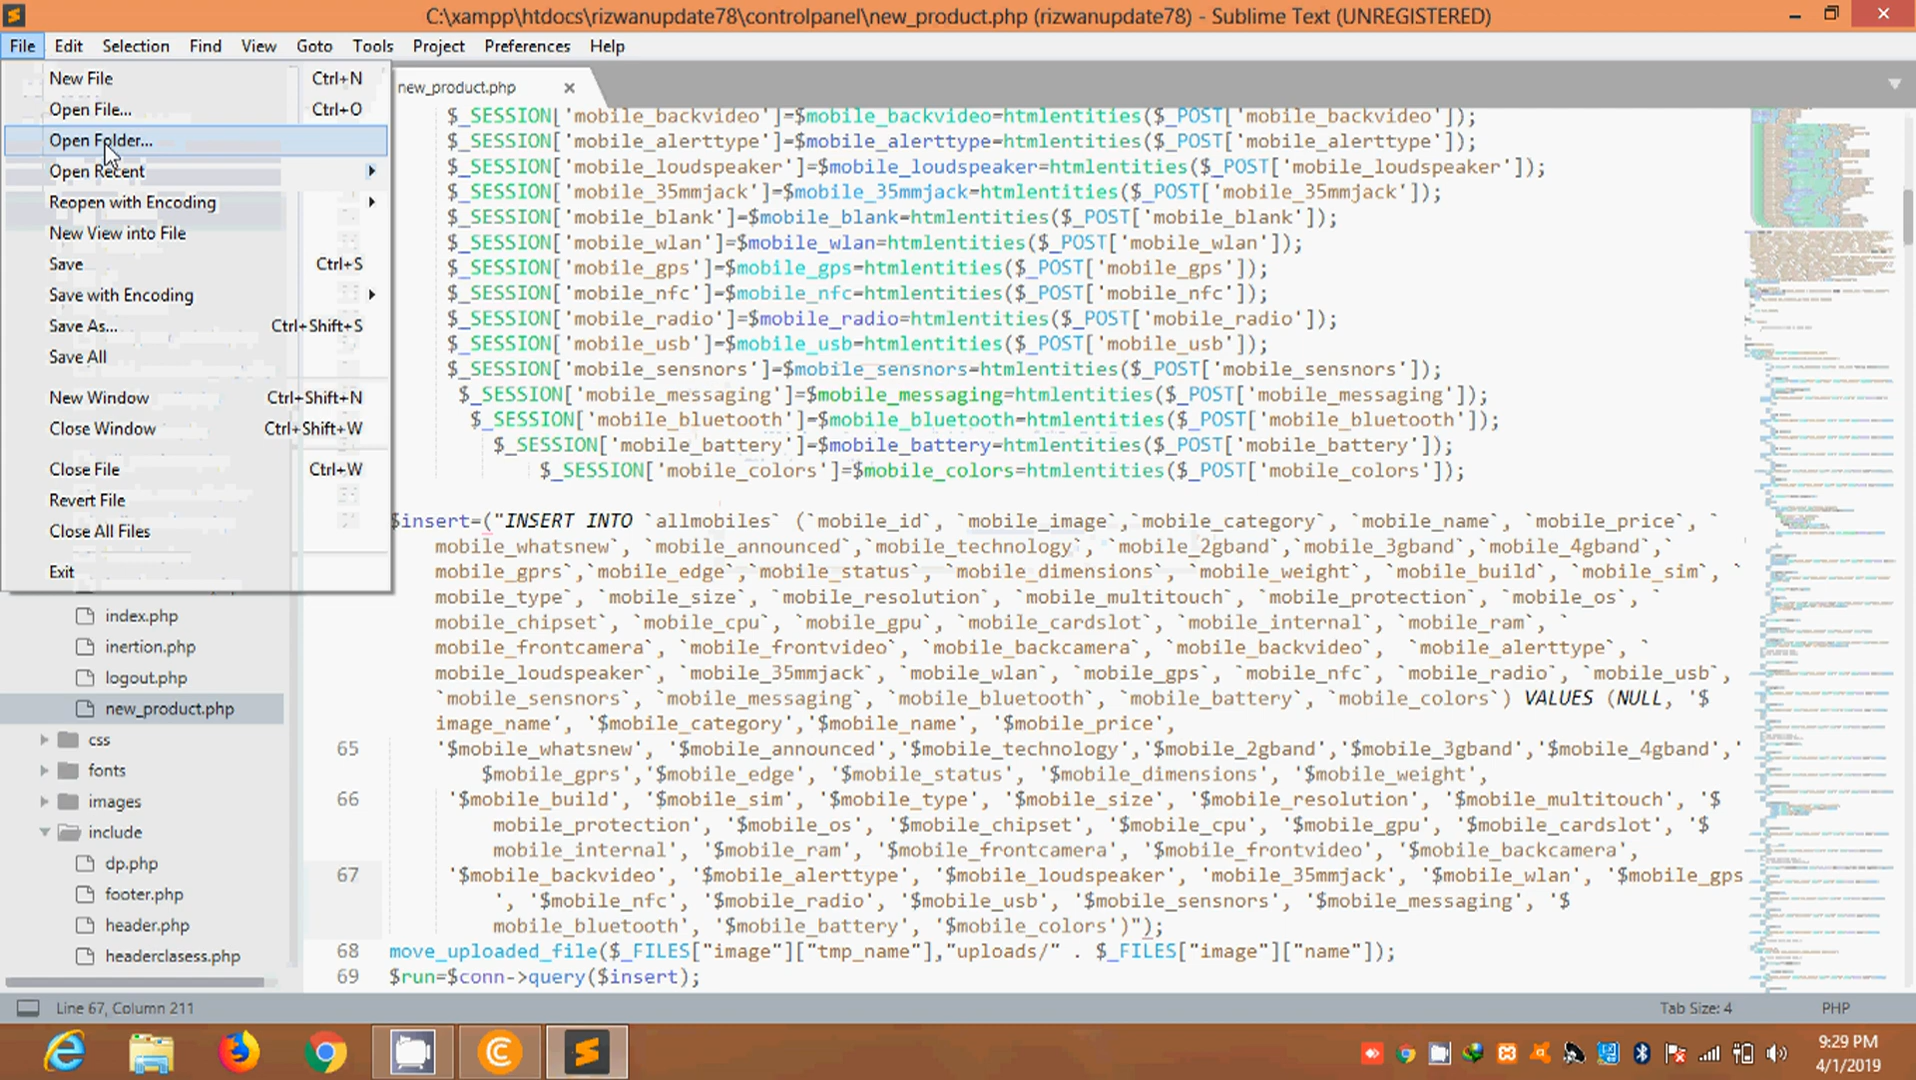 C:\xampp\htdocs\rizwanupdate78\controlpanel\new_product.php (rizwanupdate78) - Sublime Text (UNREGISTERED)
File Edit Selection Find View Goto Tools Project Preferences Help
New File Ctrl+N
Open File... Ctrl+O
Open Folder...
Open Recent
Reopen with Encoding
New View into File
Save Ctrl+S
Save with Encoding
Save As... Ctrl+Shift+S
Save All
New Window Ctrl+Shift+N
Close Window Ctrl+Shift+W
Close File Ctrl+W
Revert File
Close All Files
Exit
index.php
inertion.php
logout.php
new_product.php
css
fonts
images
include
dp.php
footer.php
header.php
headerclasess.php
new_product.php
$_SESSION['mobile_backvideo']=$mobile_backvideo=htmlentities($_POST['mobile_backvideo']);
$_SESSION['mobile_alerttype']=$mobile_alerttype=htmlentities($_POST['mobile_alerttype']);
$_SESSION['mobile_loudspeaker']=$mobile_loudspeaker=htmlentities($_POST['mobile_loudspeaker']);
$_SESSION['mobile_35mmjack']=$mobile_35mmjack=htmlentities($_POST['mobile_35mmjack']);
$_SESSION['mobile_blank']=$mobile_blank=htmlentities($_POST['mobile_blank']);
$_SESSION['mobile_wlan']=$mobile_wlan=htmlentities($_POST['mobile_wlan']);
$_SESSION['mobile_gps']=$mobile_gps=htmlentities($_POST['mobile_gps']);
$_SESSION['mobile_nfc']=$mobile_nfc=htmlentities($_POST['mobile_nfc']);
$_SESSION['mobile_radio']=$mobile_radio=htmlentities($_POST['mobile_radio']);
$_SESSION['mobile_usb']=$mobile_usb=htmlentities($_POST['mobile_usb']);
$_SESSION['mobile_sensnors']=$mobile_sensnors=htmlentities($_POST['mobile_sensnors']);
$_SESSION['mobile_messaging']=$mobile_messaging=htmlentities($_POST['mobile_messaging']);
$_SESSION['mobile_bluetooth']=$mobile_bluetooth=htmlentities($_POST['mobile_bluetooth']);
$_SESSION['mobile_battery']=$mobile_battery=htmlentities($_POST['mobile_battery']);
$_SESSION['mobile_colors']=$mobile_colors=htmlentities($_POST['mobile_colors']);
$insert=("INSERT INTO `allmobiles` (`mobile_id`, `mobile_image`,`mobile_category`, `mobile_name`, `mobile_price`, `
mobile_whatsnew`, `mobile_announced`,`mobile_technology`, `mobile_2gband`,`mobile_3gband`,`mobile_4gband`,`
mobile_gprs`,`mobile_edge`,`mobile_status`, `mobile_dimensions`, `mobile_weight`, `mobile_build`, `mobile_sim`, `
mobile_type`, `mobile_size`, `mobile_resolution`, `mobile_multitouch`, `mobile_protection`, `mobile_os`, `
mobile_chipset`, `mobile_cpu`, `mobile_gpu`, `mobile_cardslot`, `mobile_internal`, `mobile_ram`, `
mobile_frontcamera`, `mobile_frontvideo`, `mobile_backcamera`, `mobile_backvideo`, `mobile_alerttype`, `
mobile_loudspeaker`, `mobile_35mmjack`, `mobile_wlan`, `mobile_gps`, `mobile_nfc`, `mobile_radio`, `mobile_usb`,
`mobile_sensnors`, `mobile_messaging`, `mobile_bluetooth`, `mobile_battery`, `mobile_colors`) VALUES (NULL, '$
image_name', '$mobile_category','$mobile_name', '$mobile_price',
65 '$mobile_whatsnew', '$mobile_announced','$mobile_technology','$mobile_2gband','$mobile_3gband','$mobile_4gband','
$mobile_gprs','$mobile_edge', '$mobile_status', '$mobile_dimensions', '$mobile_weight',
66 '$mobile_build', '$mobile_sim', '$mobile_type', '$mobile_size', '$mobile_resolution', '$mobile_multitouch', '$
mobile_protection', '$mobile_os', '$mobile_chipset', '$mobile_cpu', '$mobile_gpu', '$mobile_cardslot', '$
mobile_internal', '$mobile_ram', '$mobile_frontcamera', '$mobile_frontvideo', '$mobile_backcamera',
67 '$mobile_backvideo', '$mobile_alerttype', '$mobile_loudspeaker', 'mobile_35mmjack', '$mobile_wlan', '$mobile_gps
', '$mobile_nfc', '$mobile_radio', '$mobile_usb', '$mobile_sensnors', '$mobile_messaging', '$
mobile_bluetooth', '$mobile_battery', '$mobile_colors')");
68 move_uploaded_file($_FILES["image"]["tmp_name"],"uploads/" . $_FILES["image"]["name"]);
69 $run=$conn->query($insert);
Line 67, Column 211
Tab Size: 4
PHP
9:29 PM
4/1/2019